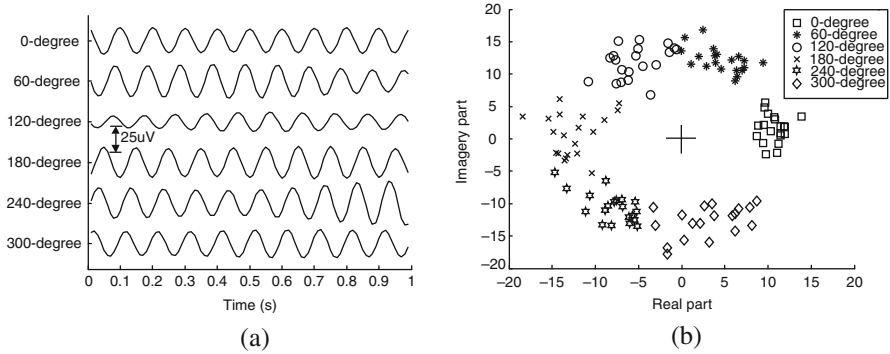 0-degree
60-degree
120-degree
25uV
180-degree
240-degree
300-degree
0 0.1 0.2 0.3 0.4 0.5 0.6 0.7 0.8 0.9 1
Time (s)
(a)
20
15
10
5
0
−5
−10
−15
−20
Imagery part
−20 −15 −10 −5 0 5 10 15 20
Real part
0-degree
60-degree
120-degree
180-degree
240-degree
300-degree
(b)